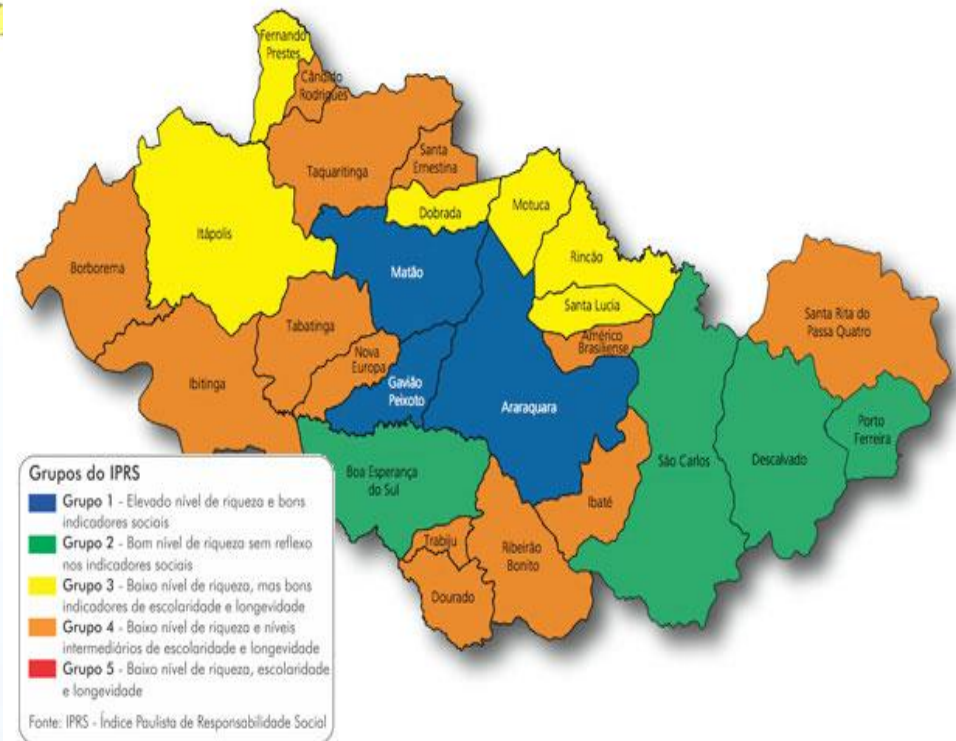 Fernando
Prestes
Cândido
Rodrigues
Taquaritinga
Santa
Ernestina
Dobrada
Motuca
Itápolis
Borborema
Matão
Rincão
Santa Lucia
Américo
Brasiliense
Santa Rita do
Passa Quatro
Tabatinga
Nova
Europa
Ibitinga
Gavião
Peixoto
Araraquara
Porto
Ferreira
São Carlos
Descalvado
Boa Esperança
do Sul
Ibaté
Trabiju
Ribeirão
Bonito
Dourado
Grupos do IPRS
Grupo 1 - Elevado nível de riqueza e bons
indicadores sociais
Grupo 2 - Bom nível de riqueza sem reflexo
nos indicadores sociais
Grupo 3 - Baixo nível de riqueza, mas bons
indicadores de escolaridade e longevidade
Grupo 4 - Baixo nível de riqueza e níveis
intermediários de escolaridade e longevidade
Grupo 5 - Baixo nível de riqueza, escolaridade
e longevidade
Fonte: IPRS - Índice Paulista de Responsabilidade Social